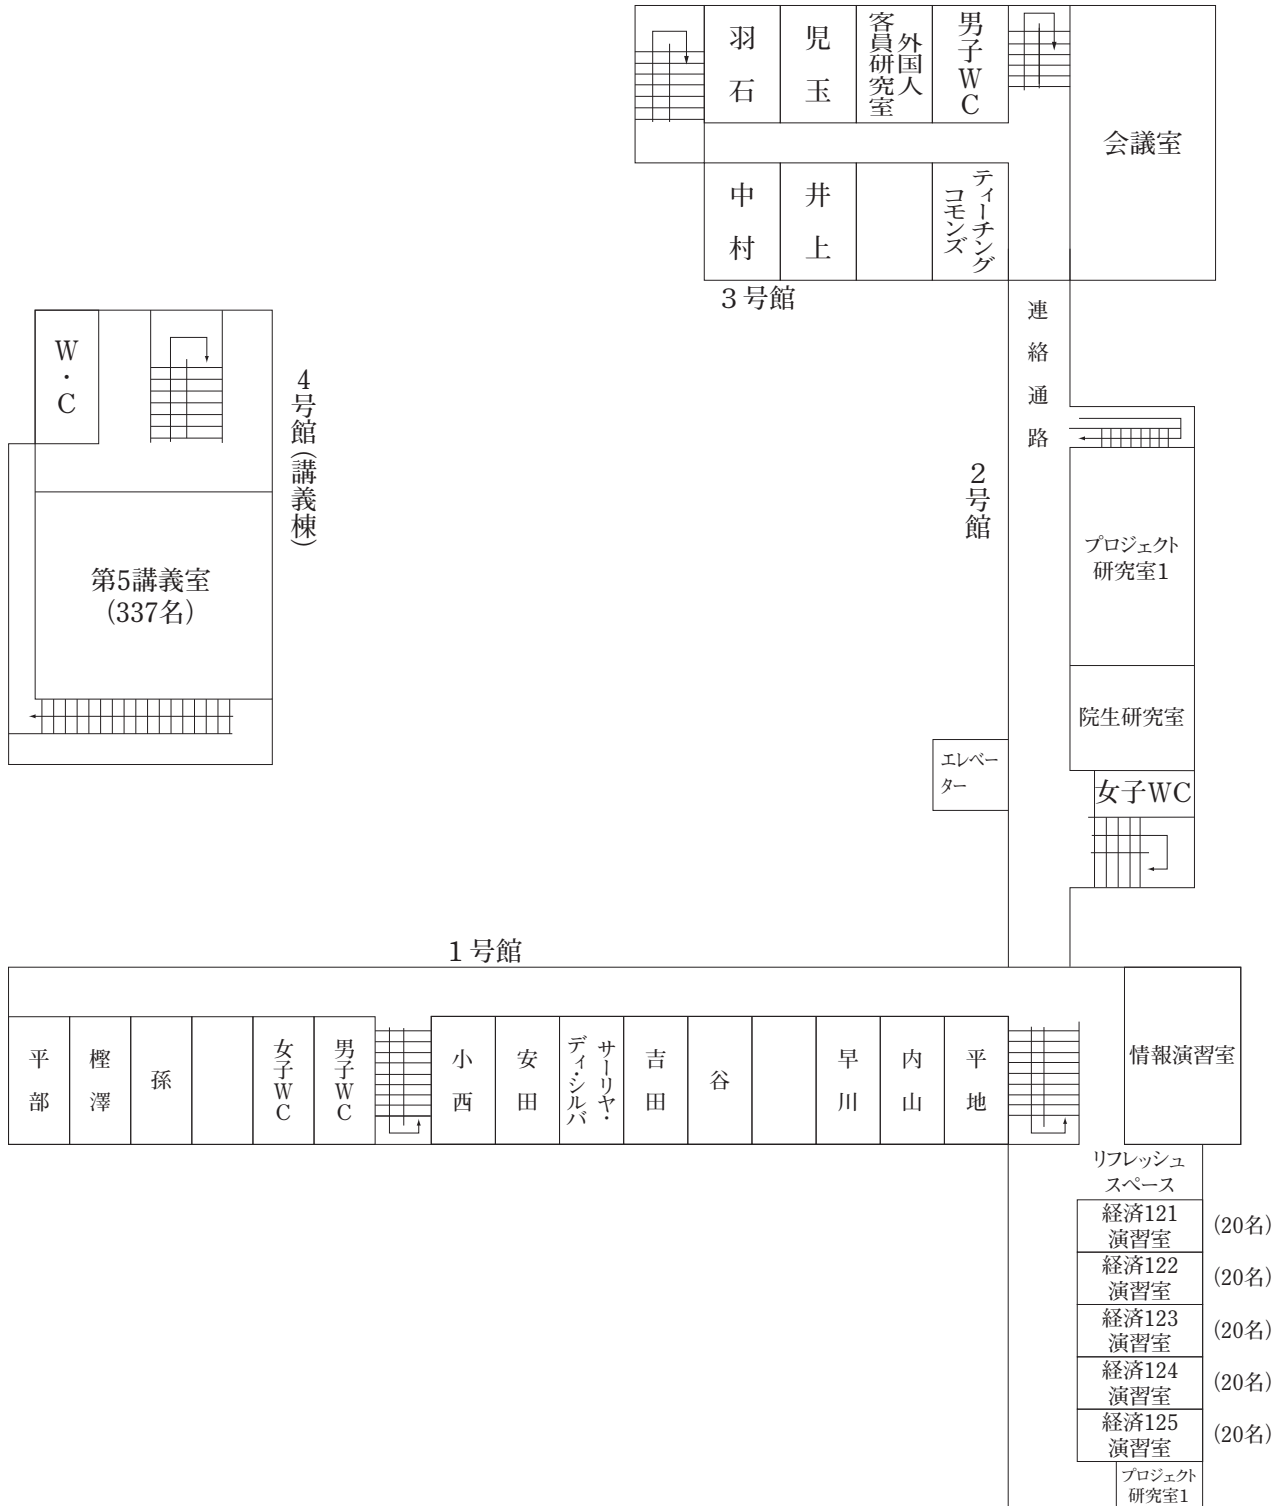 羽石
児玉
外国人
客員研究室
男子WC
会議室
中村
井上
ティーチング
コモンズ
3号館
連絡通路
W・C
4号館(講義棟)
第5講義室
(337名)
2号館
プロジェクト
研究室1
院生研究室
エレベー
ター
女子WC
1号館
平部
樫澤
孫
女子WC
男子WC
小西
安田
サーリヤ・
ディ・シルバ
吉田
谷
早川
内山
平地
情報演習室
リフレッシュ
スペース
経済121
演習室
(20名)
経済122
演習室
(20名)
経済123
演習室
(20名)
経済124
演習室
(20名)
経済125
演習室
(20名)
プロジェクト
研究室1